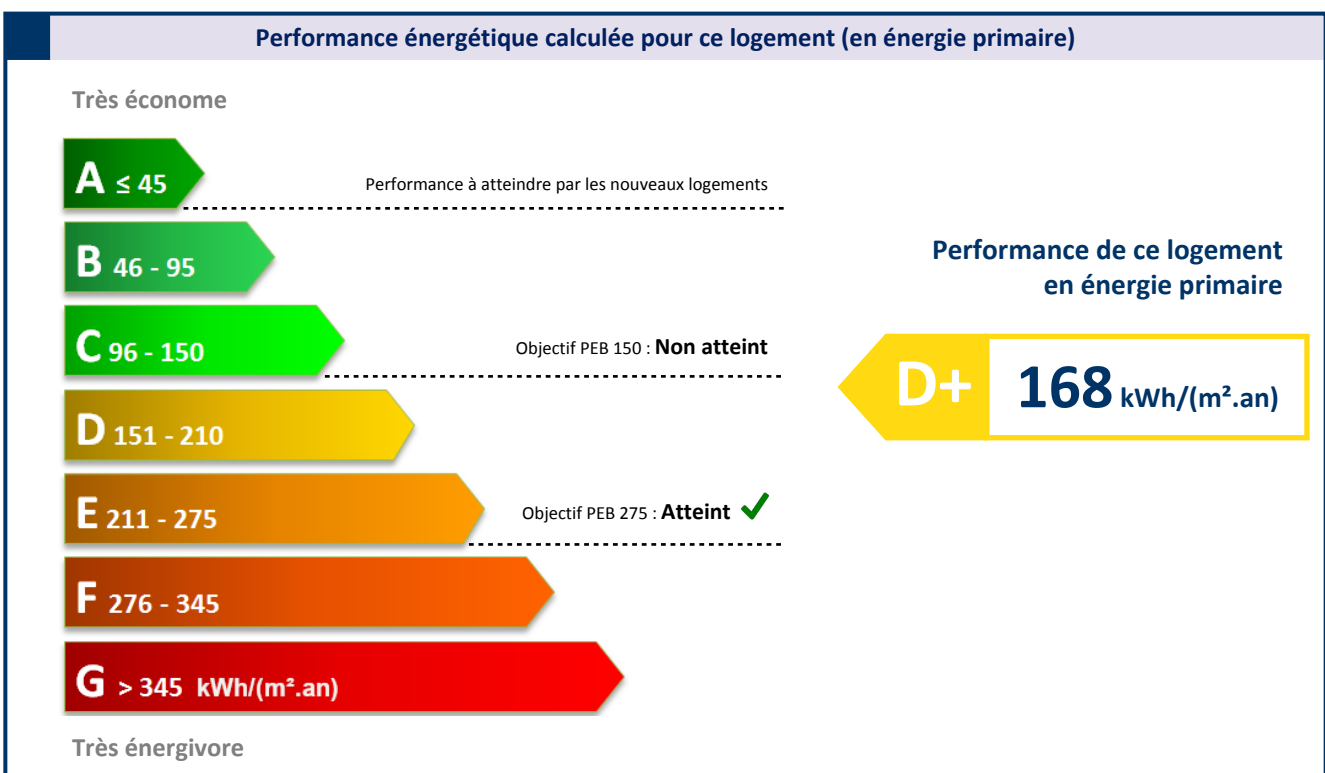 Performance énergétique calculée pour ce logement (en énergie primaire)
Très économe
A ≤ 45
Performance à atteindre par les nouveaux logements
B 46 - 95
Performance de ce logement
en énergie primaire
C 96 - 150
Objectif PEB 150 : Non atteint
D+ 168 kWh/(m².an)
D 151 - 210
E 211 - 275
Objectif PEB 275 : Atteint ✓
F 276 - 345
G > 345 kWh/(m².an)
Très énergivore